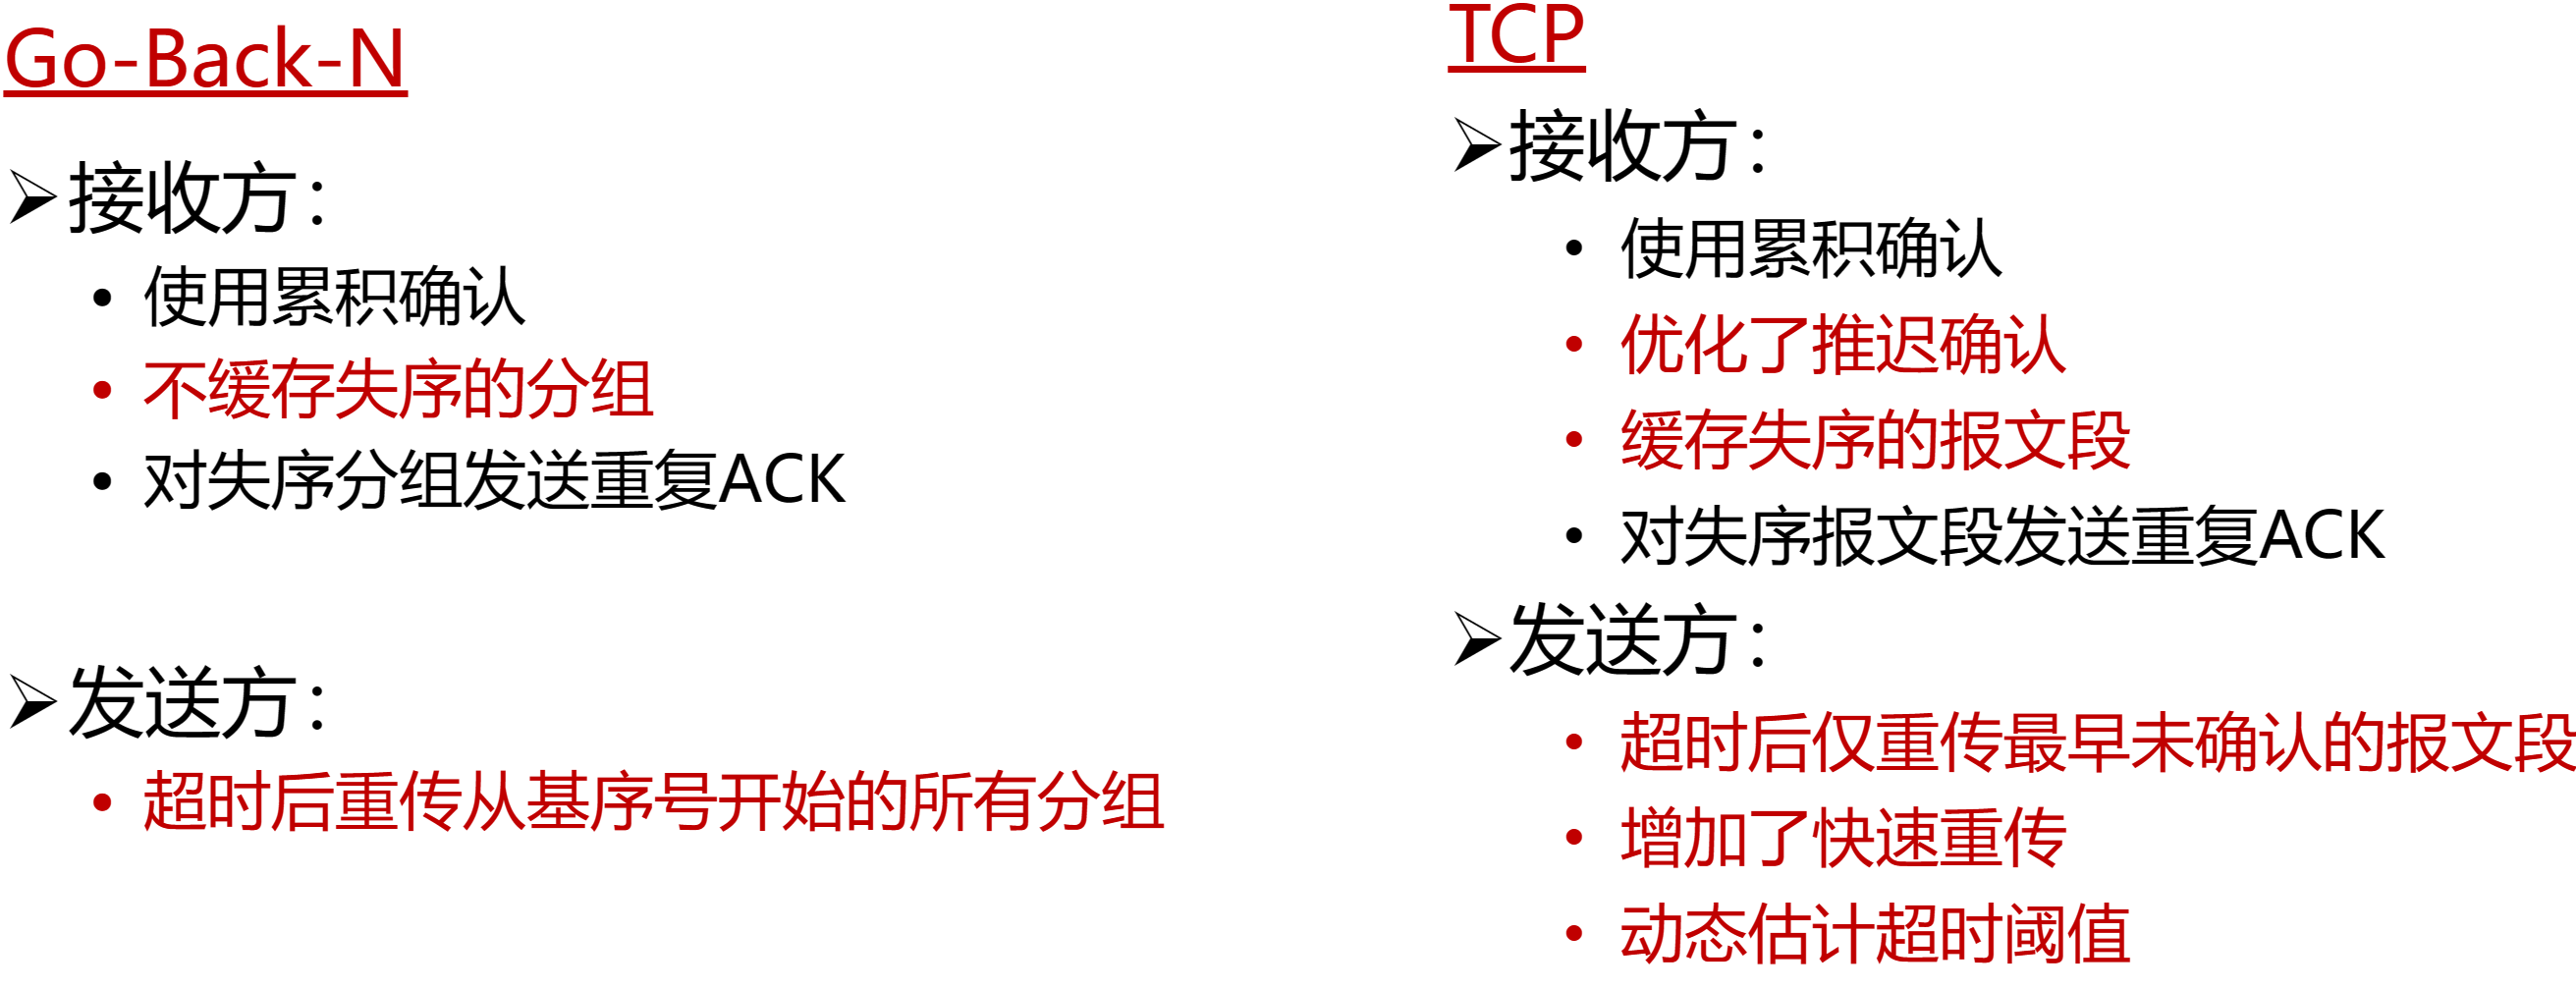 Go-Back-N
接收方：
使用累积确认
不缓存失序的分组
对失序分组发送重复ACK
发送方：
超时后重传从基序号开始的所有分组
TCP
接收方：
使用累积确认
优化了推迟确认
缓存失序的报文段
对失序报文段发送重复ACK
发送方：
超时后仅重传最早未确认的报文段
增加了快速重传
动态估计超时阈值